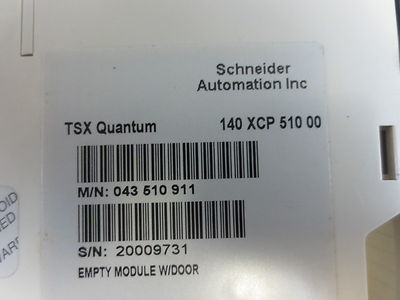 Schneider
Automation Inc
TSX Quantum 140 XCP 510 00
M/N: 043 510 911
S/N: 20009731
EMPTY MODULE W/DOOR